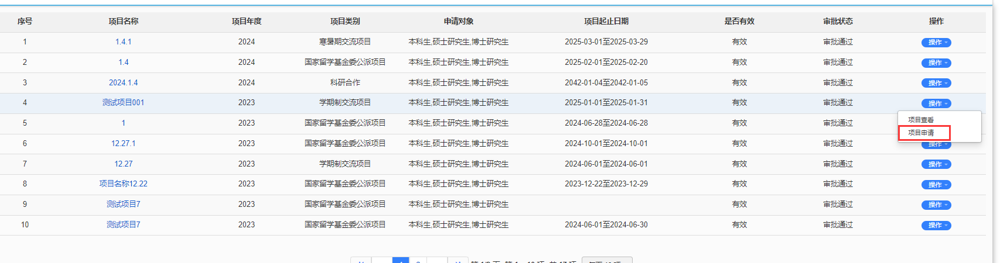 序号 项目名称 项目年度 项目类别 申请对象 项目起止日期 是否有效 审批状态 操作
1 1.4.1 2024 寒暑期交流项目 本科生,硕士研究生,博士研究生 2025-03-01至2025-03-29 有效 审批通过 操作
2 1.4 2024 国家留学基金委公派项目 本科生,硕士研究生,博士研究生 2025-02-01至2025-02-20 有效 审批通过 操作
3 2024.1.4 2024 科研合作 本科生,硕士研究生,博士研究生 2042-01-04至2042-01-05 有效 审批通过 操作
4 测试项目001 2023 学期制交流项目 本科生,硕士研究生,博士研究生 2025-01-01至2025-01-31 有效 审批通过 操作
项目查看
项目申请
5 1 2023 国家留学基金委公派项目 本科生,硕士研究生,博士研究生 2024-06-28至2024-06-28 有效 审批通过
6 12.27.1 2023 国家留学基金委公派项目 本科生,硕士研究生,博士研究生 2024-10-01至2024-10-01 有效 审批通过 操作
7 12.27 2023 学期制交流项目 本科生,硕士研究生,博士研究生 2024-06-01至2024-06-01 有效 审批通过 操作
8 项目名称12.22 2023 国家留学基金委公派项目 本科生,硕士研究生,博士研究生 2023-12-22至2023-12-29 有效 审批通过 操作
9 测试项目7 2023 国家留学基金委公派项目 本科生,硕士研究生,博士研究生 有效 审批通过 操作
10 测试项目7 2023 国家留学基金委公派项目 本科生,硕士研究生,博士研究生 2024-06-01至2024-06-30 有效 审批通过 操作